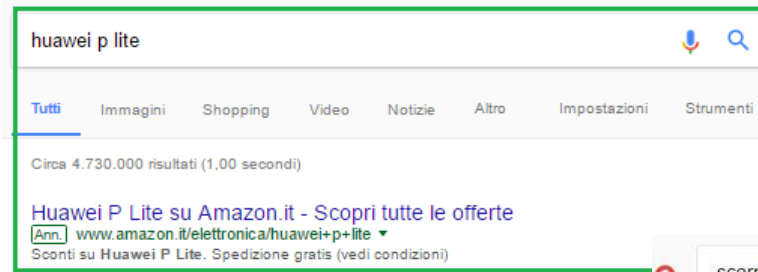 huawei p lite
Tutti Immagini Shopping Video Notizie Altro Impostazioni Strumenti
Circa 4.730.000 risultati (1,00 secondi)
Huawei P Lite su Amazon.it - Scopri tutte le offerte
Ann. www.amazon.it/elettronica/huawei+p+lite
Sconti su Huawei P Lite. Spedizione gratis (vedi condizioni)